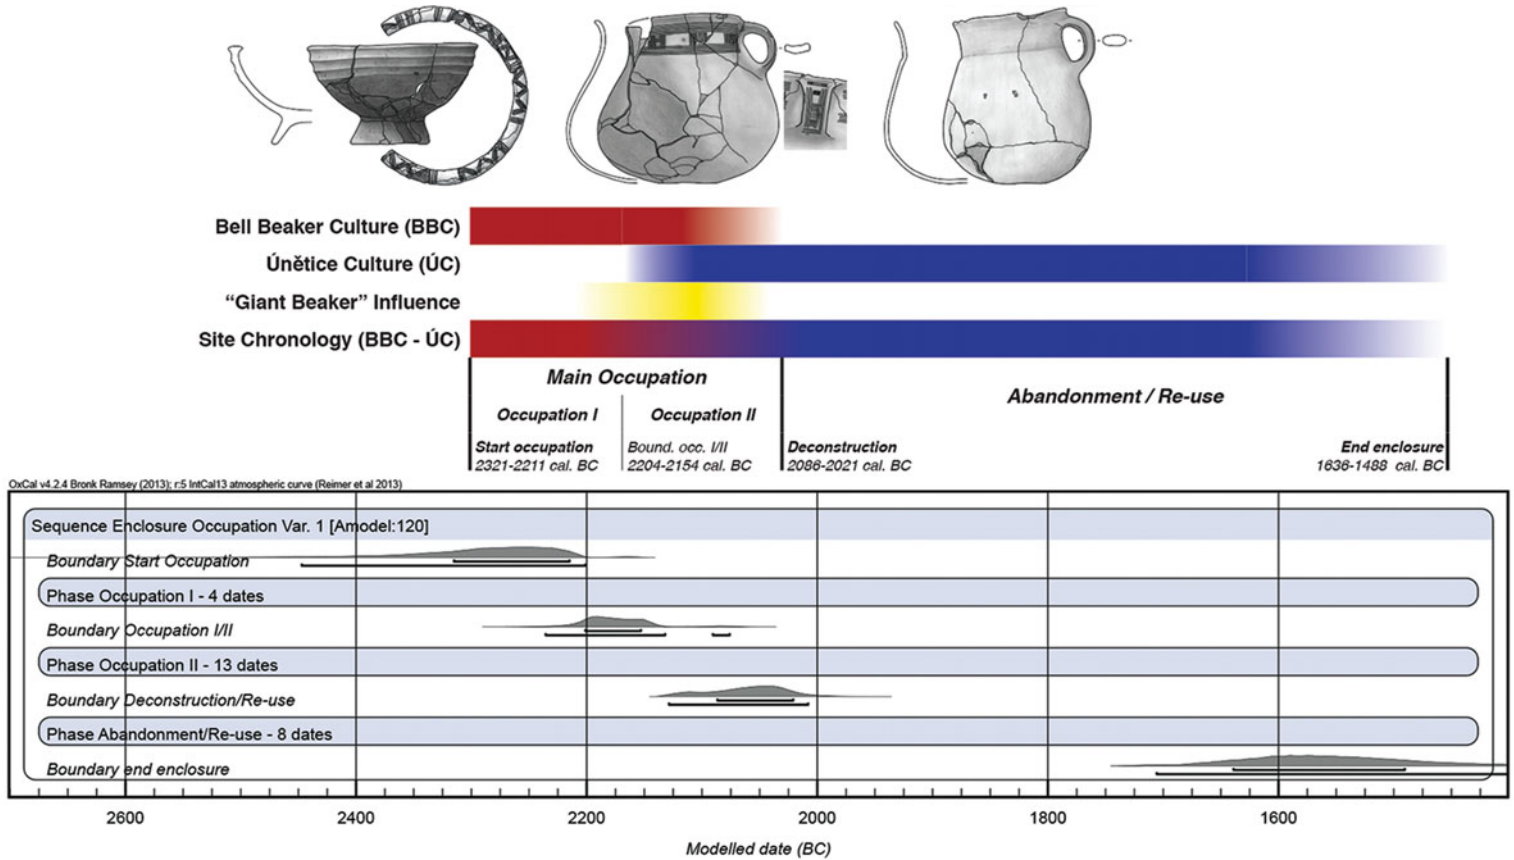 Bell Beaker Culture (BBC)
Únětice Culture (ÚC)
“Giant Beaker” Influence
Site Chronology (BBC - ÚC)
Main Occupation
Abandonment / Re-use
Occupation I
Occupation II
Start occupation
2321-2211 cal. BC
Bound. occ. I/II
2204-2154 cal. BC
Deconstruction
2086-2021 cal. BC
End enclosure
1636-1488 cal. BC
OxCal v4.2.4 Bronk Ramsey (2013); r:5 IntCal13 atmospheric curve (Reimer et al 2013)
Sequence Enclosure Occupation Var. 1 [Amodel:120]
Boundary Start Occupation
Phase Occupation I - 4 dates
Boundary Occupation I/II
Phase Occupation II - 13 dates
Boundary Deconstruction/Re-use
Phase Abandonment/Re-use - 8 dates
Boundary end enclosure
2600 2400 2200 2000 1800 1600
Modelled date (BC)